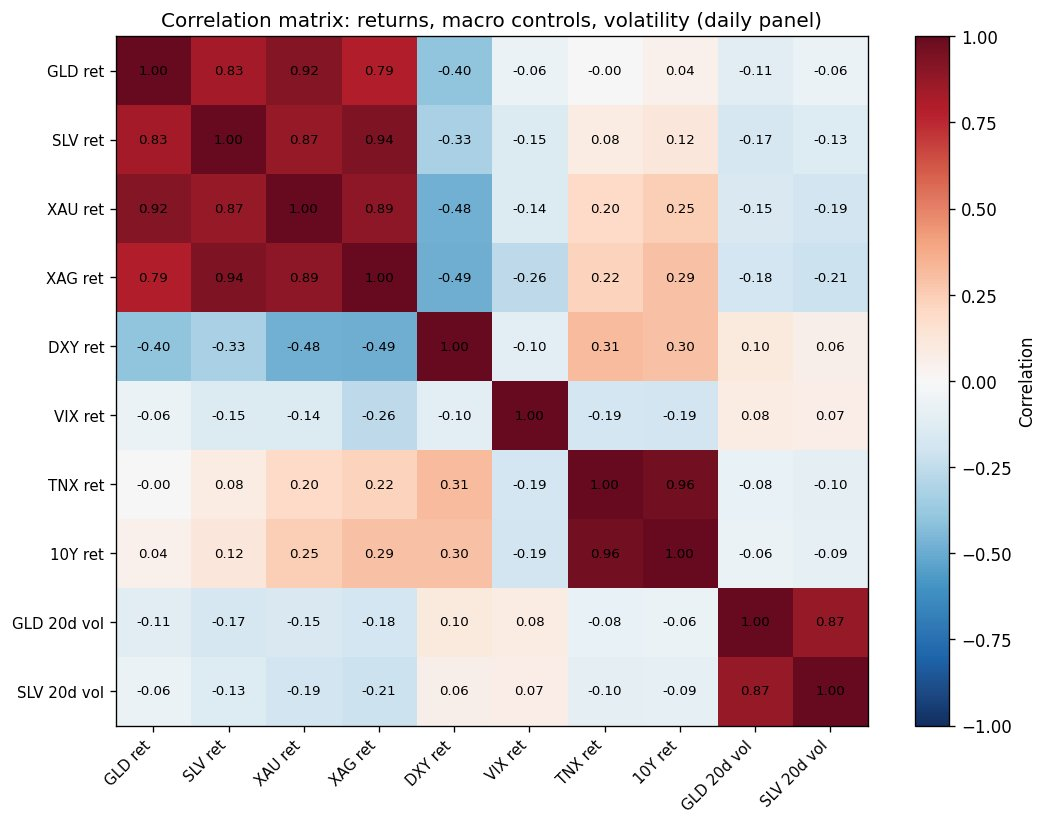 Correlation matrix: returns, macro controls, volatility (daily panel)
GLD ret 1.00 0.83 0.92 0.79 -0.40 -0.06 -0.00 0.04 -0.11 -0.06
SLV ret 0.83 1.00 0.87 0.94 -0.33 -0.15 0.08 0.12 -0.17 -0.13
XAU ret 0.92 0.87 1.00 0.89 -0.48 -0.14 0.20 0.25 -0.15 -0.19
XAG ret 0.79 0.94 0.89 1.00 -0.49 -0.26 0.22 0.29 -0.18 -0.21
DXY ret -0.40 -0.33 -0.48 -0.49 1.00 -0.10 0.31 0.30 0.10 0.06
VIX ret -0.06 -0.15 -0.14 -0.26 -0.10 1.00 -0.19 -0.19 0.08 0.07
TNX ret -0.00 0.08 0.20 0.22 0.31 -0.19 1.00 0.96 -0.08 -0.10
10Y ret 0.04 0.12 0.25 0.29 0.30 -0.19 0.96 1.00 -0.06 -0.09
GLD 20d vol -0.11 -0.17 -0.15 -0.18 0.10 0.08 -0.08 -0.06 1.00 0.87
SLV 20d vol -0.06 -0.13 -0.19 -0.21 0.06 0.07 -0.10 -0.09 0.87 1.00
GLD ret SLV ret XAU ret XAG ret DXY ret VIX ret TNX ret 10Y ret GLD 20d vol SLV 20d vol
1.00
0.75
0.50
0.25
0.00
−0.25
−0.50
−0.75
−1.00
Correlation